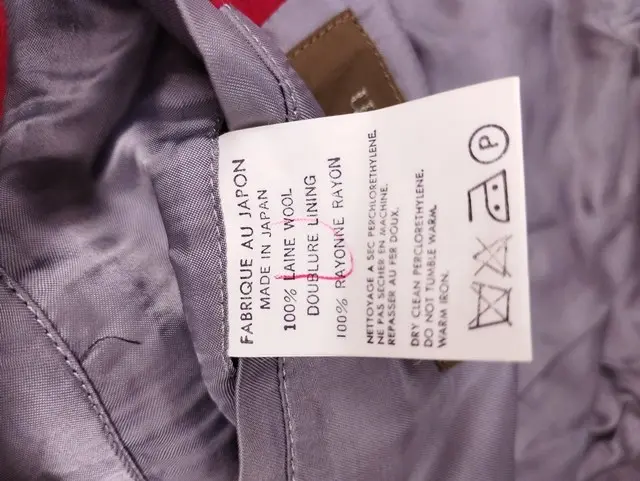 FABRIQUE AU JAPON
MADE IN JAPAN
100% LAINE WOOL
DOUBLURE LINING
100% RAYONNE RAYON
NETTOYAGE A SEC PERCHLORETHYLENE.
NE PAS SECHER EN MACHINE.
REPASSER AU FER DOUX.
DRY CLEAN PERCLORETHYLENE.
DO NOT TUMBLE WARM.
WARM IRON.
P